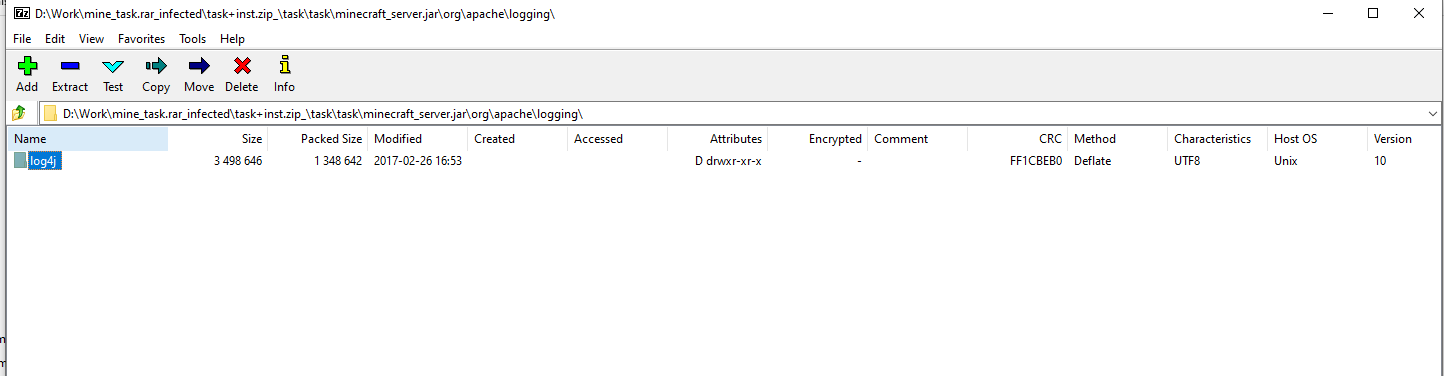 D:\Work\mine_task.rar_infected\task+inst.zip_\task\task\minecraft_server.jar\org\apache\logging\
File Edit View Favorites Tools Help
Add Extract Test Copy Move Delete Info
D:\Work\mine_task.rar_infected\task+inst.zip_\task\task\minecraft_server.jar\org\apache\logging\
Name Size Packed Size Modified Created Accessed Attributes Encrypted Comment CRC Method Characteristics Host OS Version
log4j 3 498 646 1 348 642 2017-02-26 16:53 D drwxr-xr-x - FF1CBEB0 Deflate UTF8 Unix 10